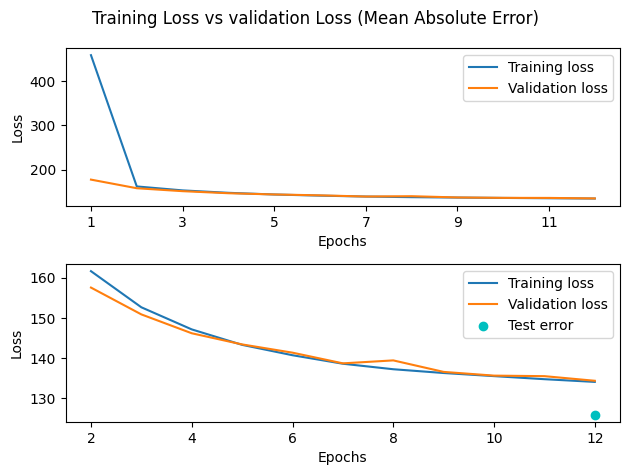 Training Loss vs validation Loss (Mean Absolute Error)
400
300
200
Loss
Training loss
Validation loss
1 3 5 7 9 11
Epochs
160
150
140
130
Loss
Training loss
Validation loss
Test error
2 4 6 8 10 12
Epochs